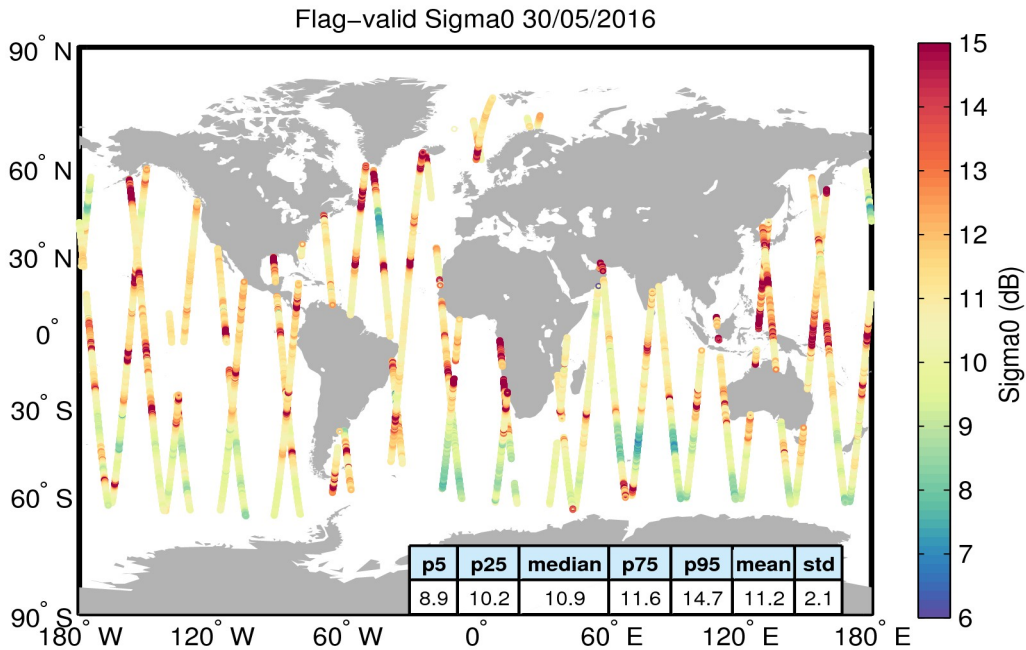 Flag−valid Sigma0 30/05/2016
90° N
60° N
30° N
0°
30° S
60° S
90° S
180° W
120° W
60° W
0°
60° E
120° E
180° E
p5 p25 median p75 p95 mean std
8.9 10.2 10.9 11.6 14.7 11.2 2.1
15
14
13
12
11
10
9
8
7
6
Sigma0 (dB)